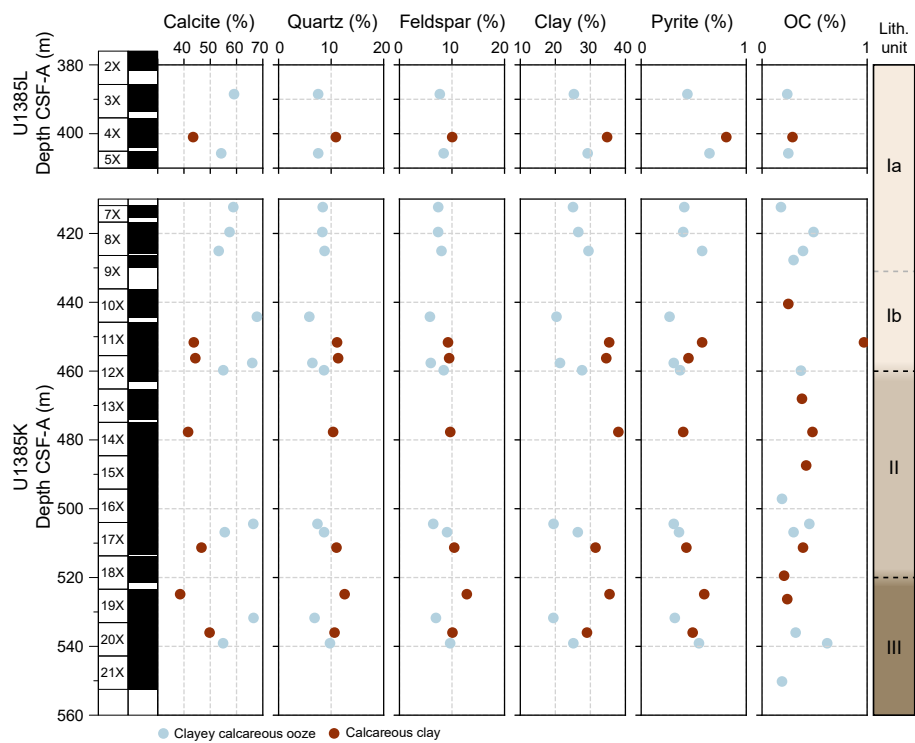 Calcite (%) Quartz (%) Feldspar (%) Clay (%) Pyrite (%) OC (%) Lith. unit
40 50 60 70 0 10 20 0 10 20 10 20 30 40 0 1 0 1
U1385L
Depth CSF-A (m)
380
400
2X
3X
4X
5X
U1385K
Depth CSF-A (m)
420
440
460
480
500
520
540
560
7X
8X
9X
10X
11X
12X
13X
14X
15X
16X
17X
18X
19X
20X
21X
Ia
Ib
II
III
Clayey calcareous ooze Calcareous clay